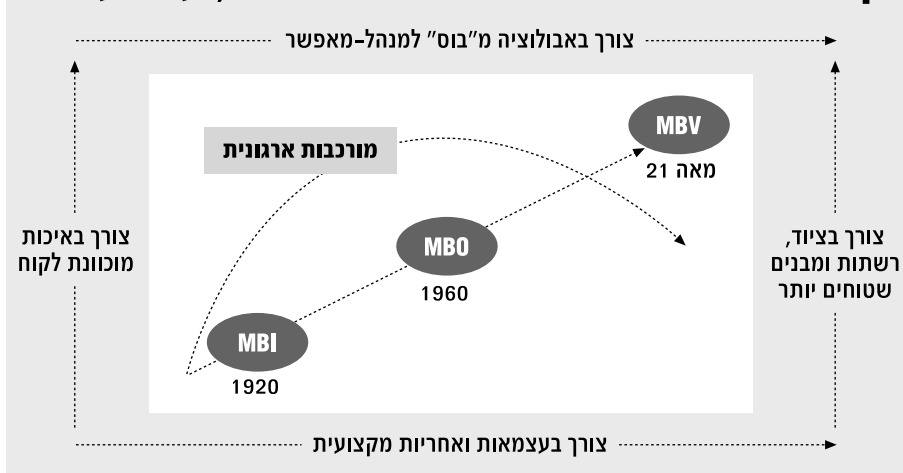 צורך באבולוציה מ"בוס" למנהל-מאפשר
MBV
מאה 21
מורכבות ארגונית
צורך באיכות
מוכוונת לקוח
MBO
1960
צורך בציוד,
רשתות ומבנים
שטוחים יותר
MBI
1920
צורך בעצמאות ואחריות מקצועית